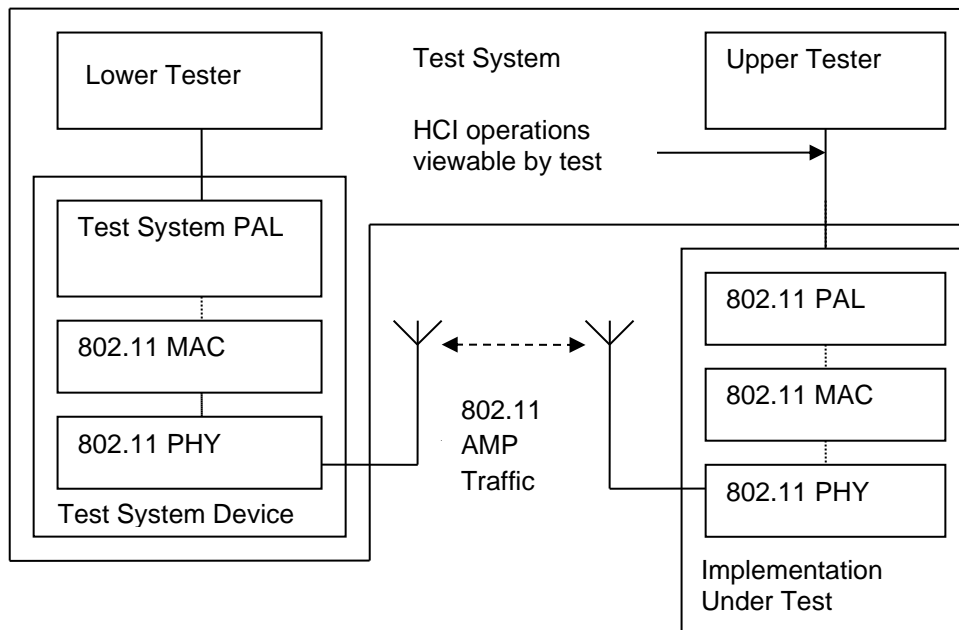 Lower Tester
Test System
Upper Tester
HCI operations
viewable by test
Test System PAL
802.11 MAC
802.11 PHY
Test System Device
802.11
AMP
Traffic
802.11 PAL
802.11 MAC
802.11 PHY
Implementation
Under Test